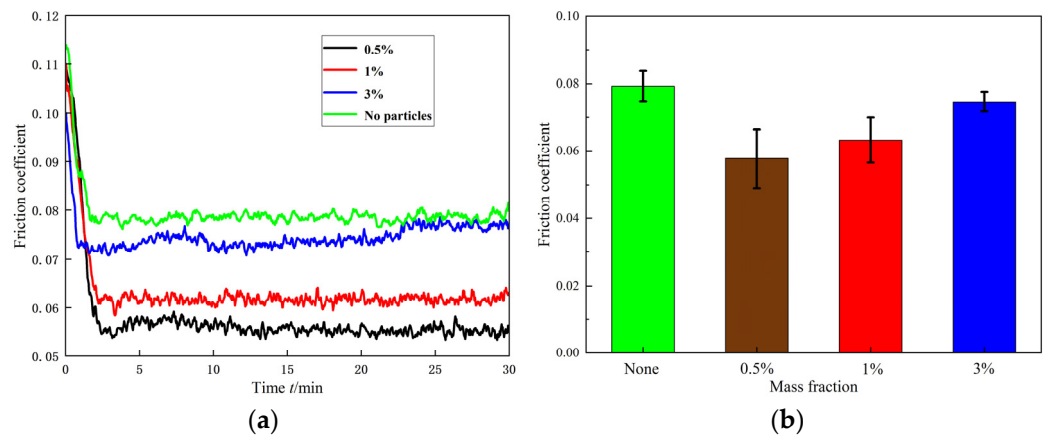 0.12
0.11
0.10
0.09
0.08
0.07
0.06
0.05
Friction coefficient
0.5%
1%
3%
No particles
0 5 10 15 20 25 30
Time t/min
(a)
0.10
0.08
0.06
0.04
0.02
0.00
Friction coefficient
None 0.5% 1% 3%
Mass fraction
(b)